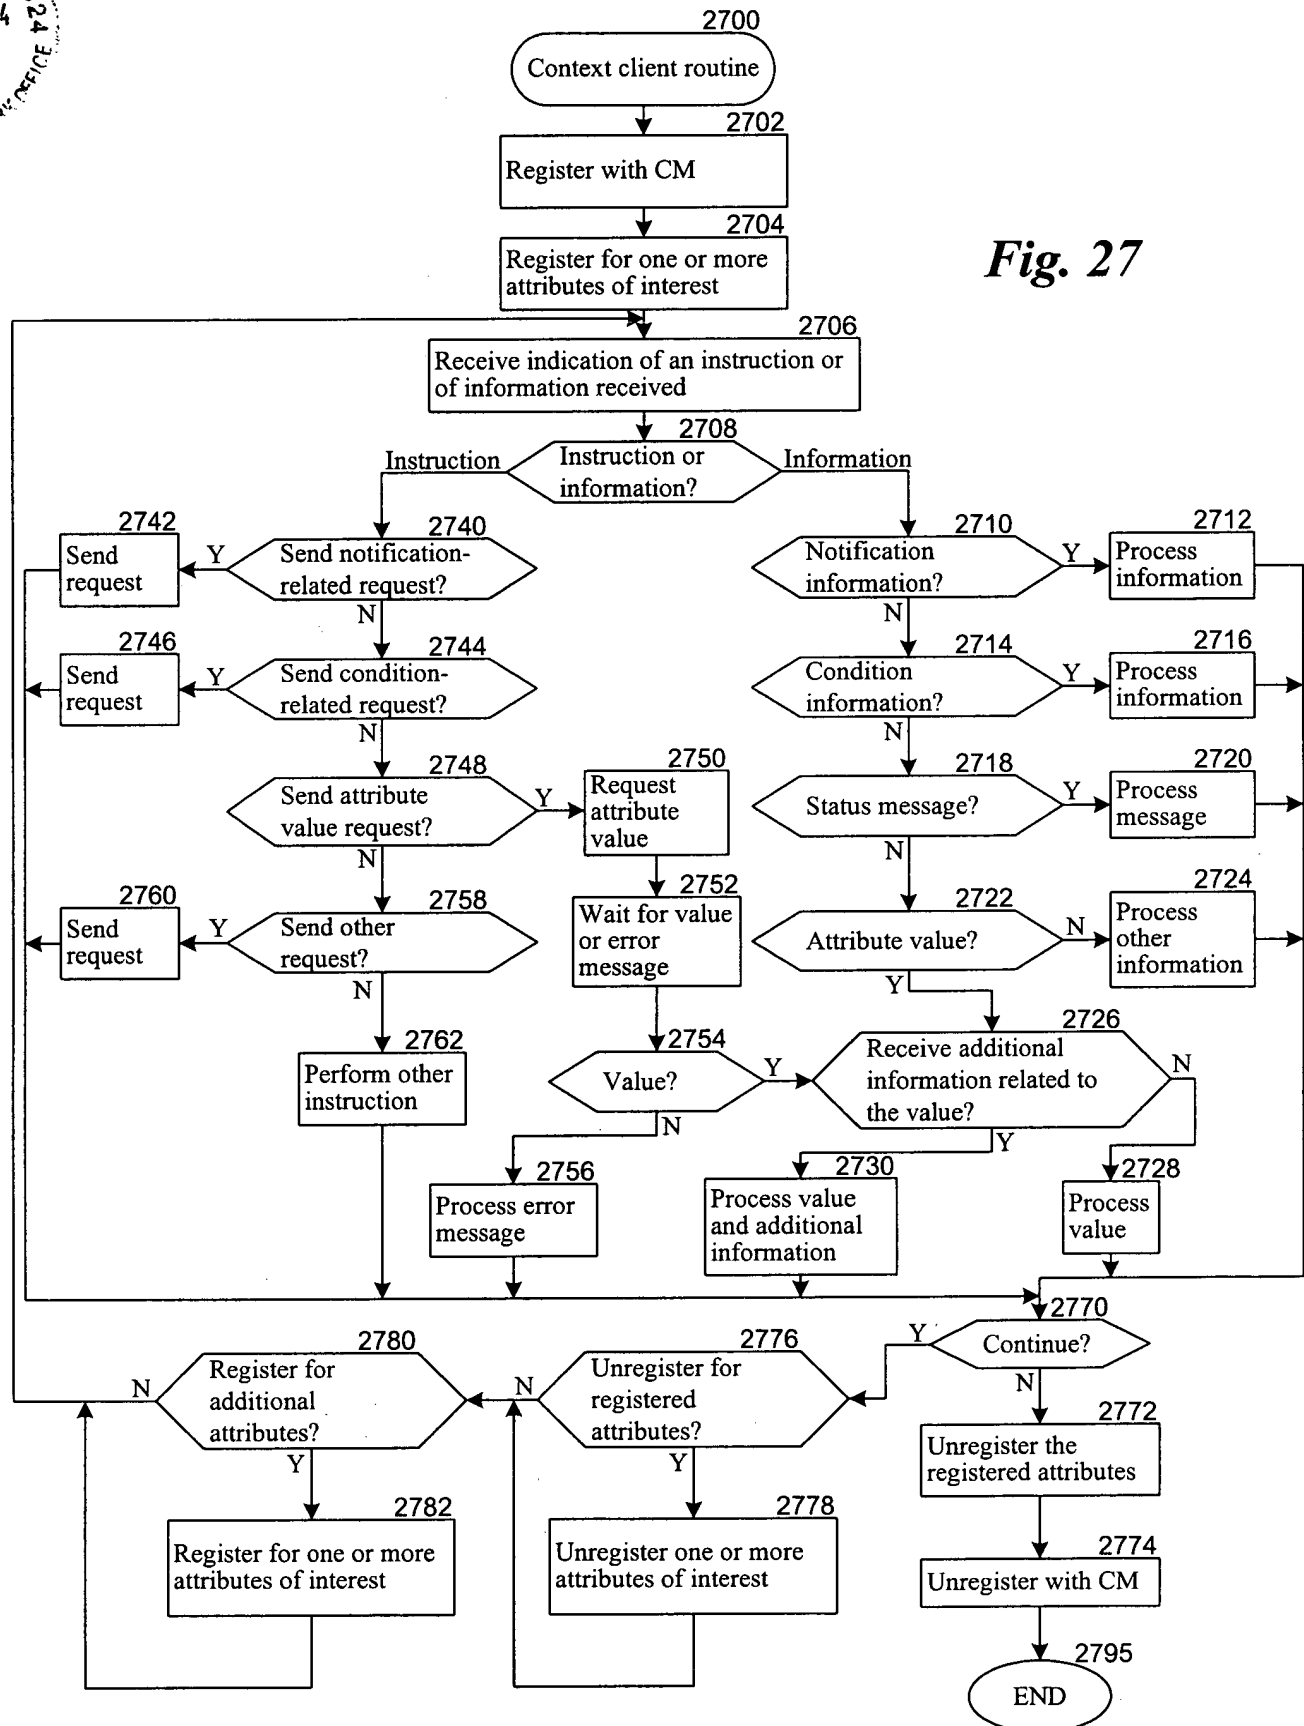 24
OFFICE
2700
Context client routine
2702
Register with CM
2704
Register for one or more
attributes of interest
Fig. 27
2706
Receive indication of an instruction or
of information received
2708
Instruction or
information?
Instruction
Information
2742
Send
request
Y
2740
Send notification-
related request?
N
2710
Notification
information?
Y
N
2712
Process
information
2746
Send
request
Y
2744
Send condition-
related request?
N
2714
Condition
information?
Y
N
2716
Process
information
2748
Send attribute
value request?
Y
N
2750
Request
attribute
value
2718
Status message?
Y
N
2720
Process
message
2760
Send
request
Y
2758
Send other
request?
N
2752
Wait for value
or error
message
2722
Attribute value?
N
Y
2724
Process
other
information
2762
Perform other
instruction
2754
Value?
Y
N
2726
Receive additional
information related to
the value?
N
Y
2756
Process error
message
2730
Process value
and additional
information
2728
Process
value
2770
Continue?
Y
N
2780
Register for
additional
attributes?
N
Y
2776
Unregister for
registered
attributes?
N
Y
2772
Unregister the
registered attributes
2782
Register for one or more
attributes of interest
2778
Unregister one or more
attributes of interest
2774
Unregister with CM
2795
END